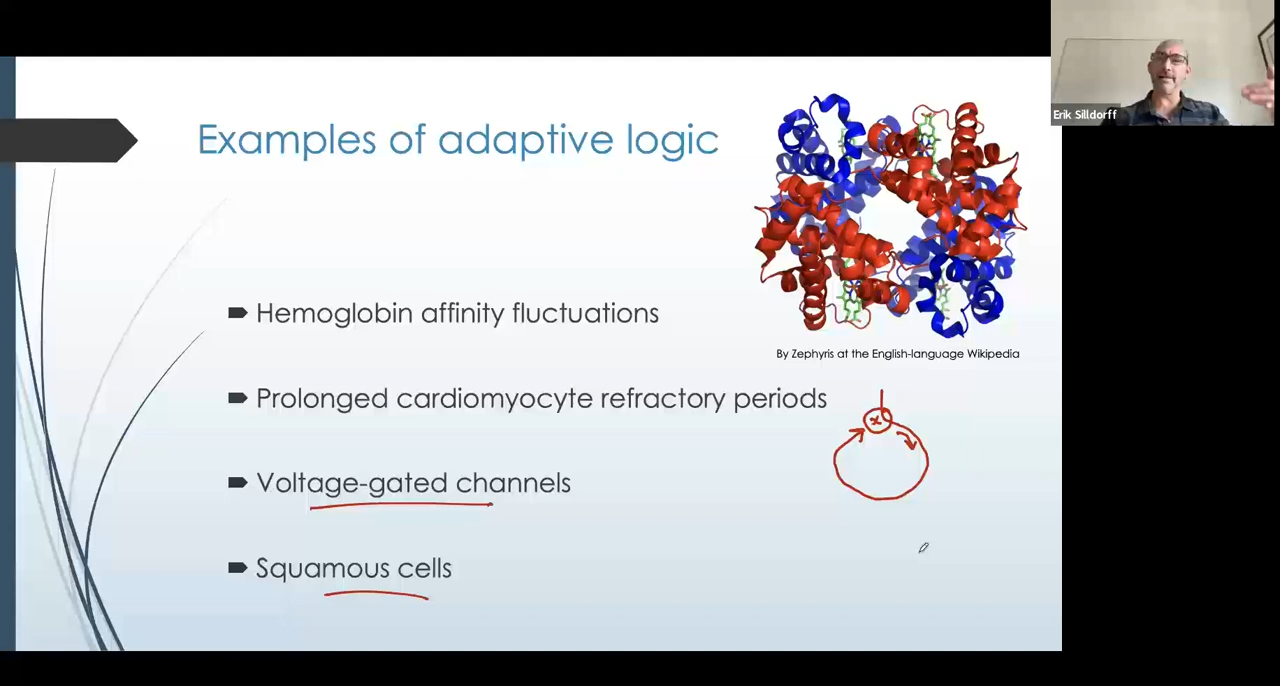 Examples of adaptive logic
Hemoglobin affinity fluctuations
By Zephyris at the English-language Wikipedia
Prolonged cardiomyocyte refractory periods
x
Voltage-gated channels
Squamous cells
Erik Silldorff